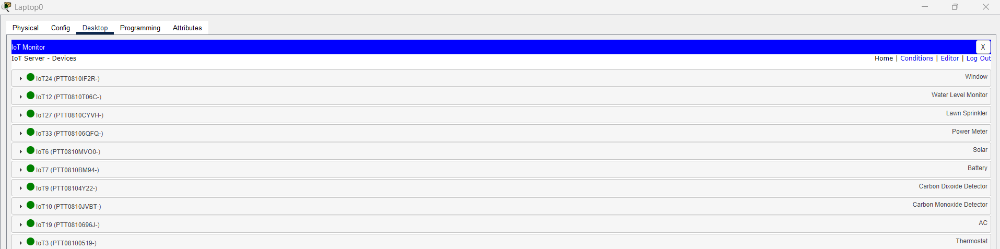 Laptop0
Physical Config Desktop Programming Attributes
IoT Monitor X
IoT Server - Devices Home | Conditions | Editor | Log Out
IoT24 (PTT0810IF2R-) Window
IoT12 (PTT0810T06C-) Water Level Monitor
IoT27 (PTT0810CYVH-) Lawn Sprinkler
IoT33 (PTT08106QFQ-) Power Meter
IoT6 (PTT0810MVO0-) Solar
IoT7 (PTT0810BM94-) Battery
IoT9 (PTT08104Y22-) Carbon Dixoide Detector
IoT10 (PTT0810JVBT-) Carbon Monoxide Detector
IoT19 (PTT0810696J-) AC
IoT3 (PTT08100519-) Thermostat